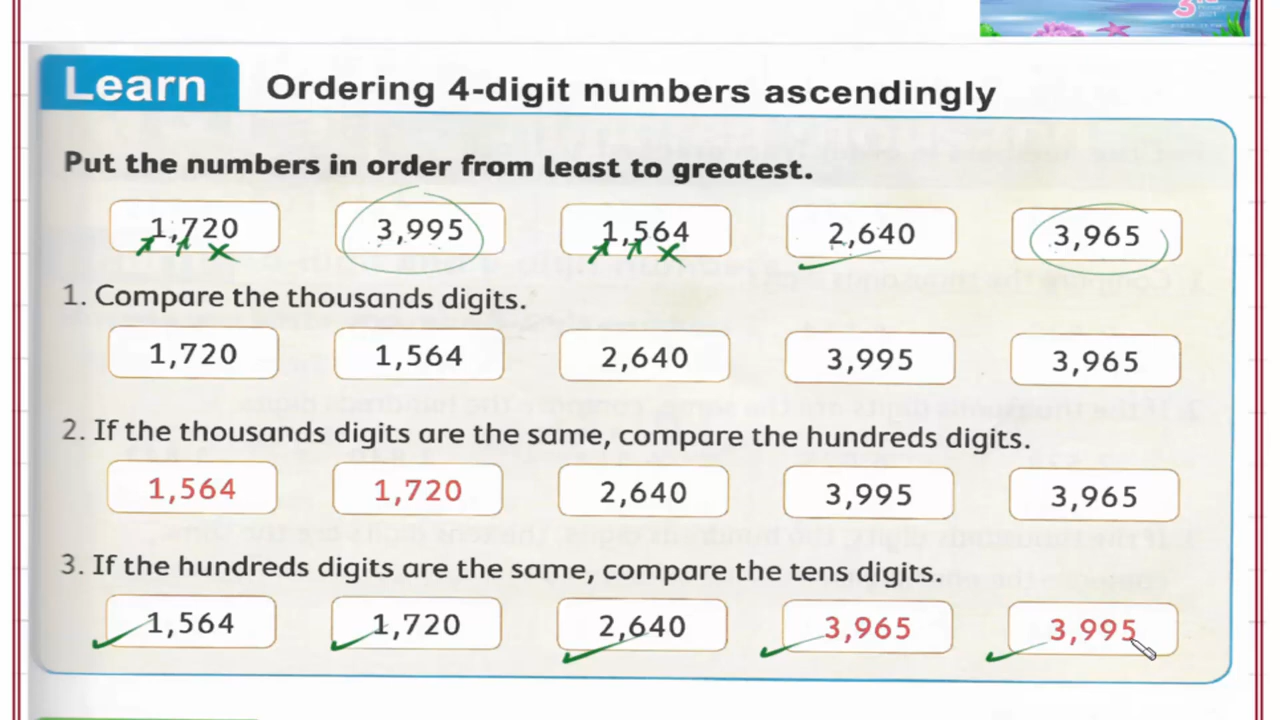 Learn Ordering 4-digit numbers ascendingly
Put the numbers in order from least to greatest.
1,720 3,995 1,564 2,640 3,965
1. Compare the thousands digits.
1,720 1,564 2,640 3,995 3,965
2. If the thousands digits are the same, compare the hundreds digits.
1,564 1,720 2,640 3,995 3,965
3. If the hundreds digits are the same, compare the tens digits.
1,564 1,720 2,640 3,965 3,995